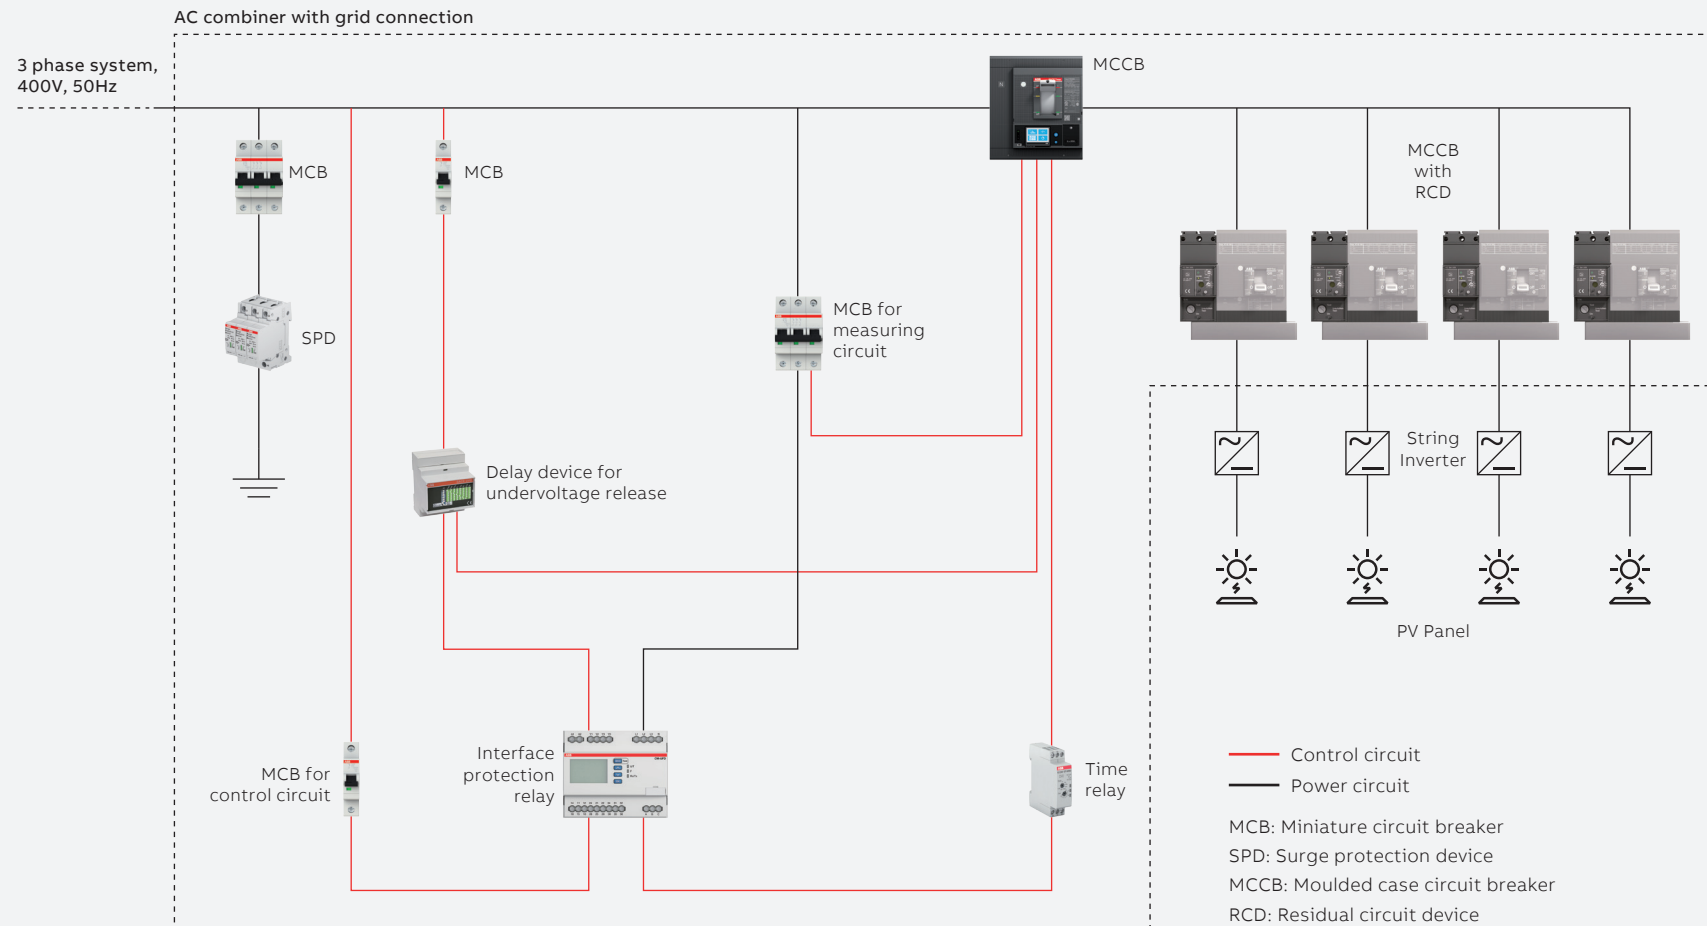 AC combiner with grid connection
3 phase system,
400V, 50Hz
MCCB
MCB
MCB
MCCB
with
RCD
SPD
MCB for
measuring
circuit
String
Inverter
Delay device for
undervoltage release
PV Panel
Interface
protection
relay
MCB for
control circuit
Time
relay
Control circuit
Power circuit
MCB: Miniature circuit breaker
SPD: Surge protection device
MCCB: Moulded case circuit breaker
RCD: Residual circuit device